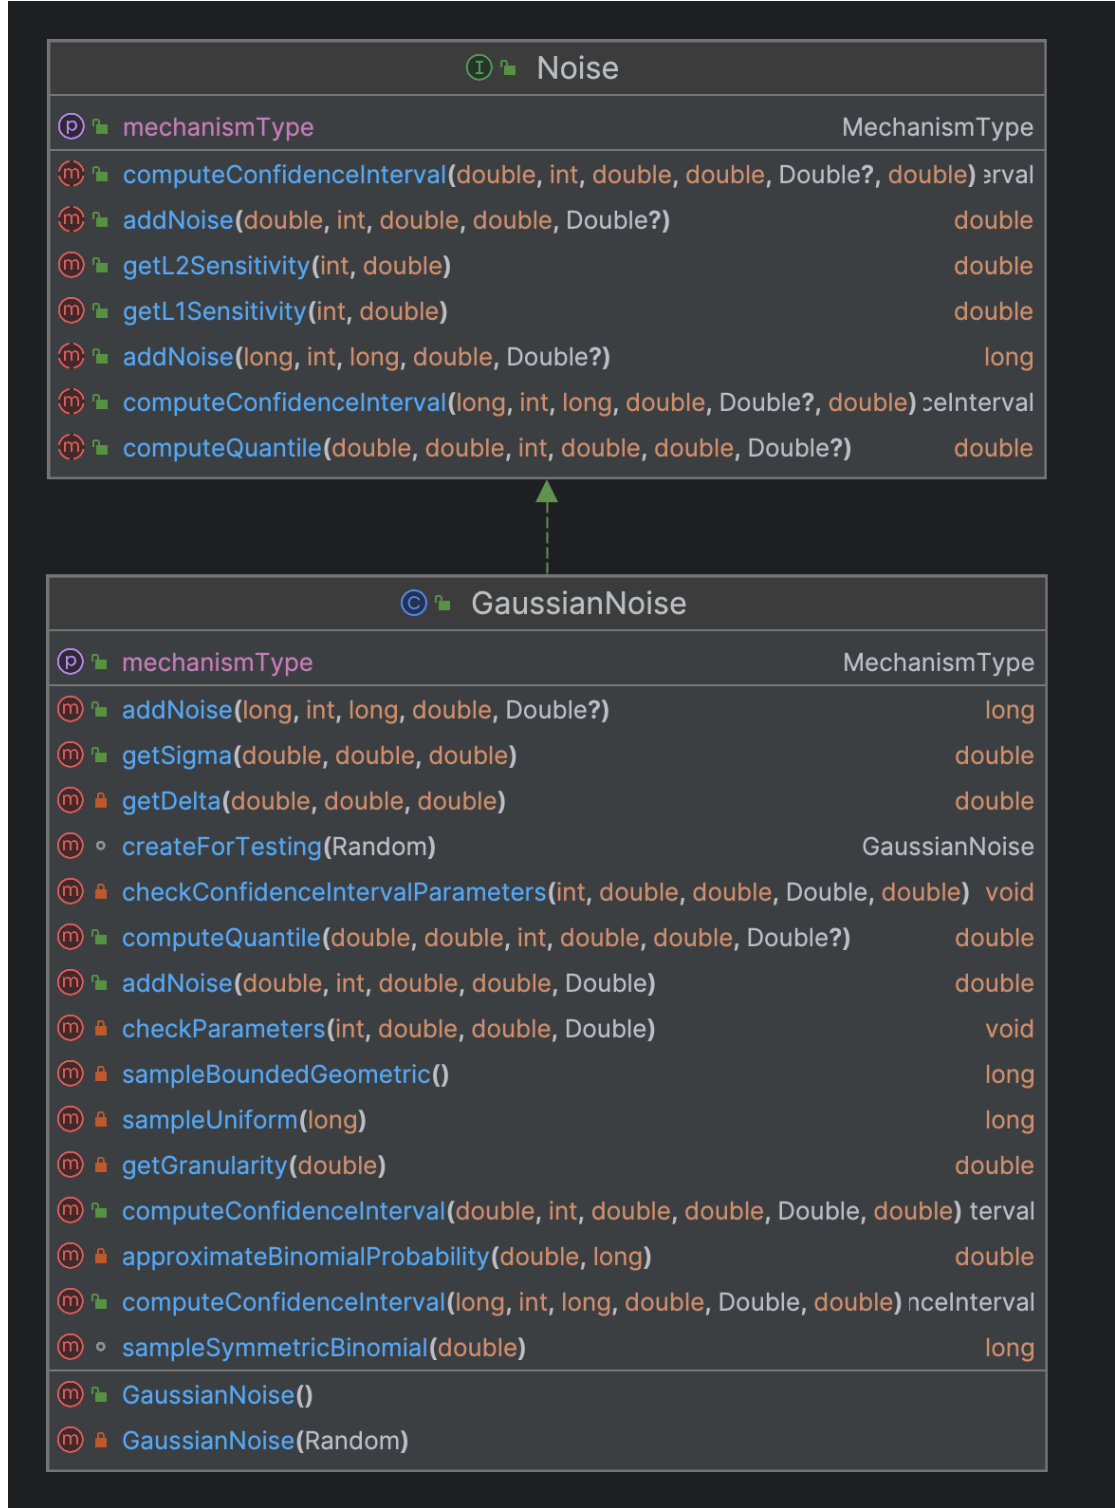 Noise
mechanismType MechanismType
computeConfidenceInterval(double, int, double, double, Double?, double) erval
addNoise(double, int, double, double, Double?) double
getL2Sensitivity(int, double) double
getL1Sensitivity(int, double) double
addNoise(long, int, long, double, Double?) long
computeConfidenceInterval(long, int, long, double, Double?, double) ceInterval
computeQuantile(double, double, int, double, double, Double?) double
GaussianNoise
mechanismType MechanismType
addNoise(long, int, long, double, Double?) long
getSigma(double, double, double) double
getDelta(double, double, double) double
createForTesting(Random) GaussianNoise
checkConfidenceIntervalParameters(int, double, double, Double, double) void
computeQuantile(double, double, int, double, double, Double?) double
addNoise(double, int, double, double, Double) double
checkParameters(int, double, double, Double) void
sampleBoundedGeometric() long
sampleUniform(long) long
getGranularity(double) double
computeConfidenceInterval(double, int, double, double, Double, double) terval
approximateBinomialProbability(double, long) double
computeConfidenceInterval(long, int, long, double, Double, double) nceInterval
sampleSymmetricBinomial(double) long
GaussianNoise()
GaussianNoise(Random)